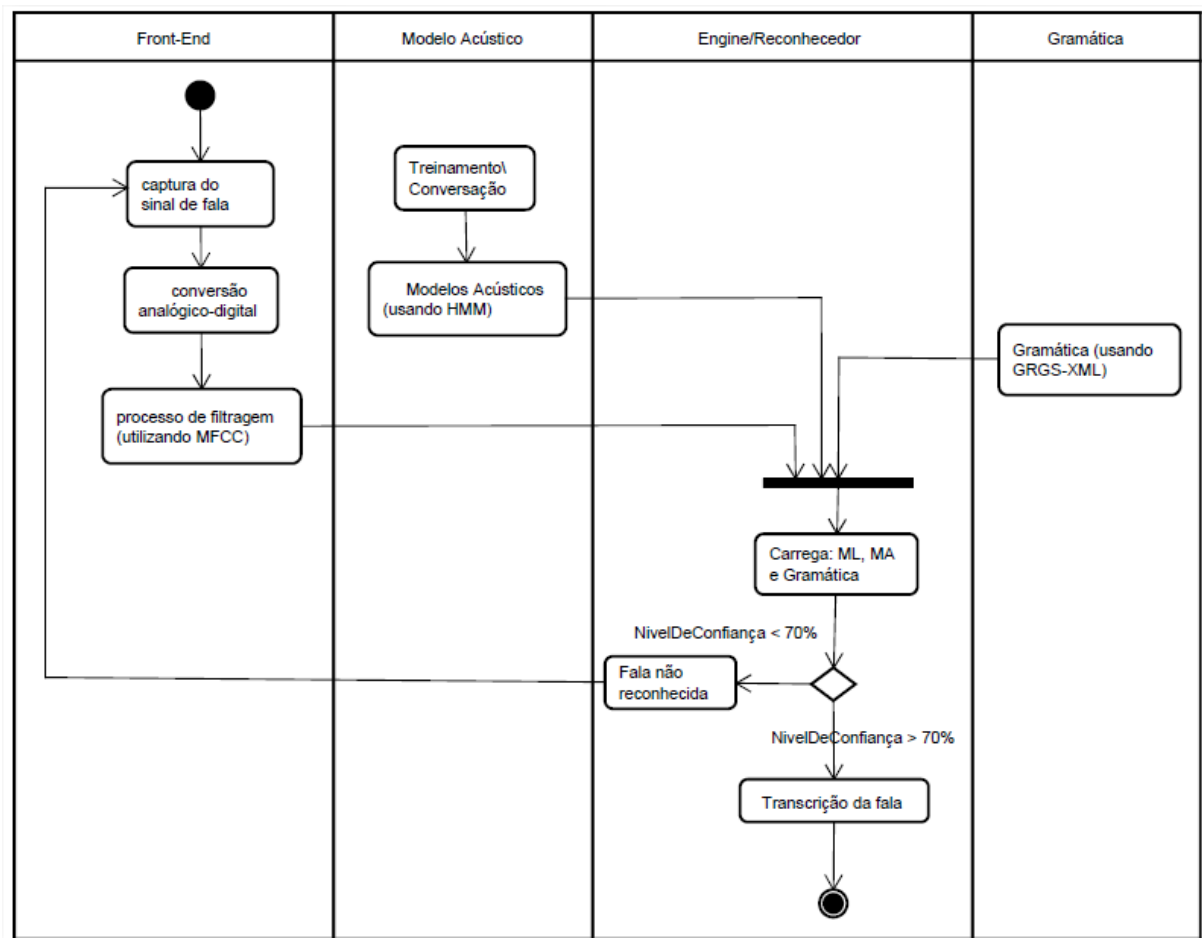 Front-End
Modelo Acústico
Engine/Reconhecedor
Gramática
captura do
sinal de fala
conversão
analógico-digital
processo de filtragem
(utilizando MFCC)
Treinamento\
Conversação
Modelos Acústicos
(usando HMM)
Gramática (usando
GRGS-XML)
Carrega: ML, MA
e Gramática
NivelDeConfiança < 70%
Fala não
reconhecida
NivelDeConfiança > 70%
Transcrição da fala